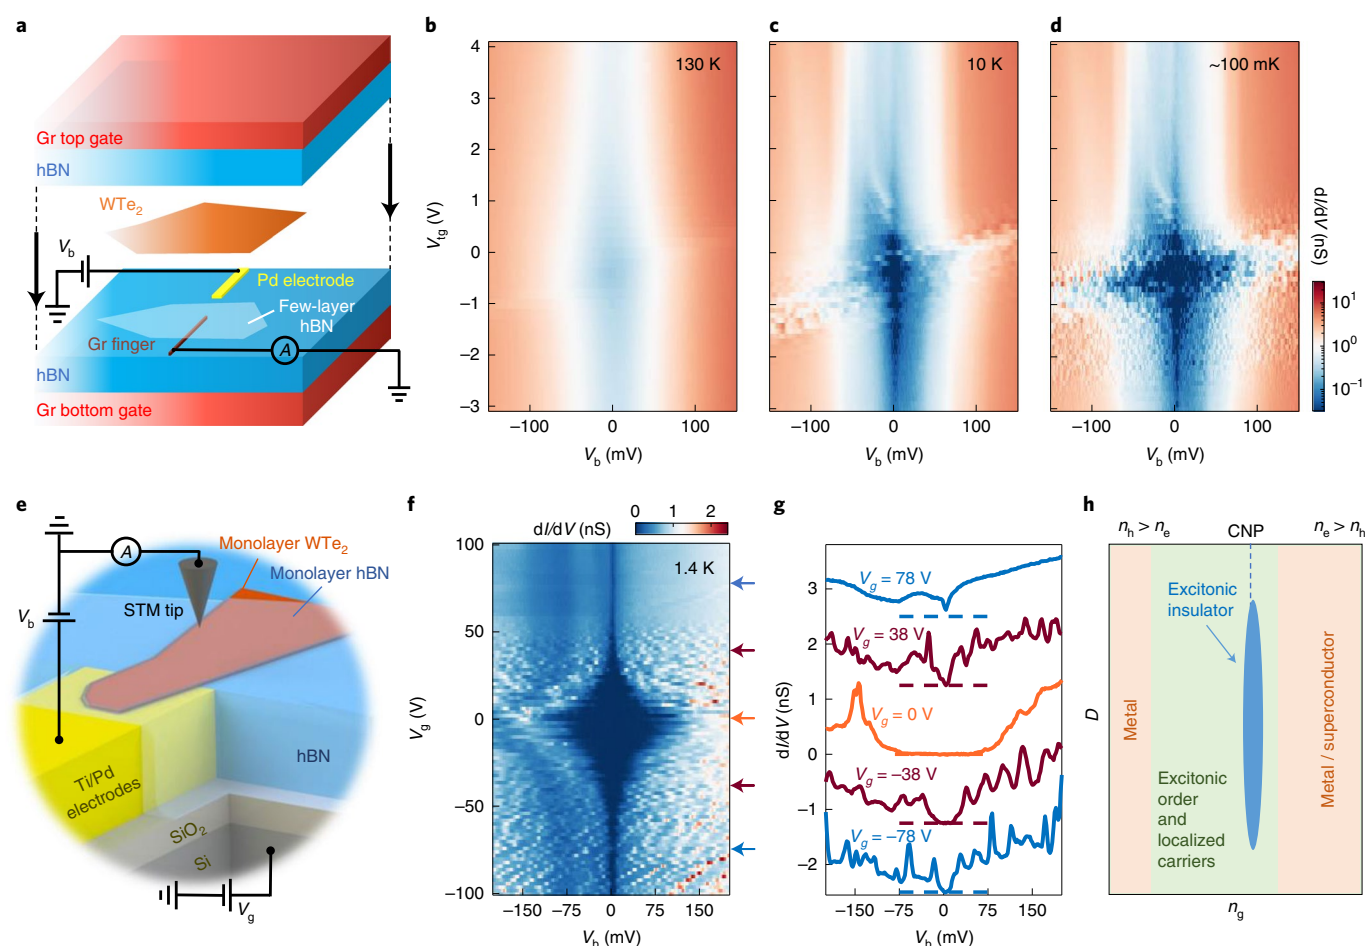 a
Gr top gate
hBN
WTe2
Vb
Pd electrode
Few-layer
hBN
Gr finger
A
hBN
Gr bottom gate
b
130 K
4
3
2
1
0
−1
−2
−3
Vtg (V)
−100
0
100
Vb (mV)
c
10 K
−100
0
100
Vb (mV)
d
~100 mK
−100
0
100
Vb (mV)
dI/dV (nS)
10^1
10^0
10^−1
e
A
Monolayer WTe2
Monolayer hBN
STM tip
Vb
hBN
Ti/Pd
electrodes
SiO2
Si
Vg
f
dI/dV (nS)
0
1
2
1.4 K
100
50
0
−50
−100
Vg (V)
−150
−75
0
75
150
Vb (mV)
g
Vg = 78 V
Vg = 38 V
Vg = 0 V
Vg = −38 V
Vg = −78 V
3
2
1
0
−1
−2
dI/dV (nS)
−150
−75
0
75
150
Vb (mV)
h
nh > ne
CNP
ne > nh
Excitonic
insulator
D
Metal
Metal / superconductor
Excitonic
order
and
localized
carriers
ng